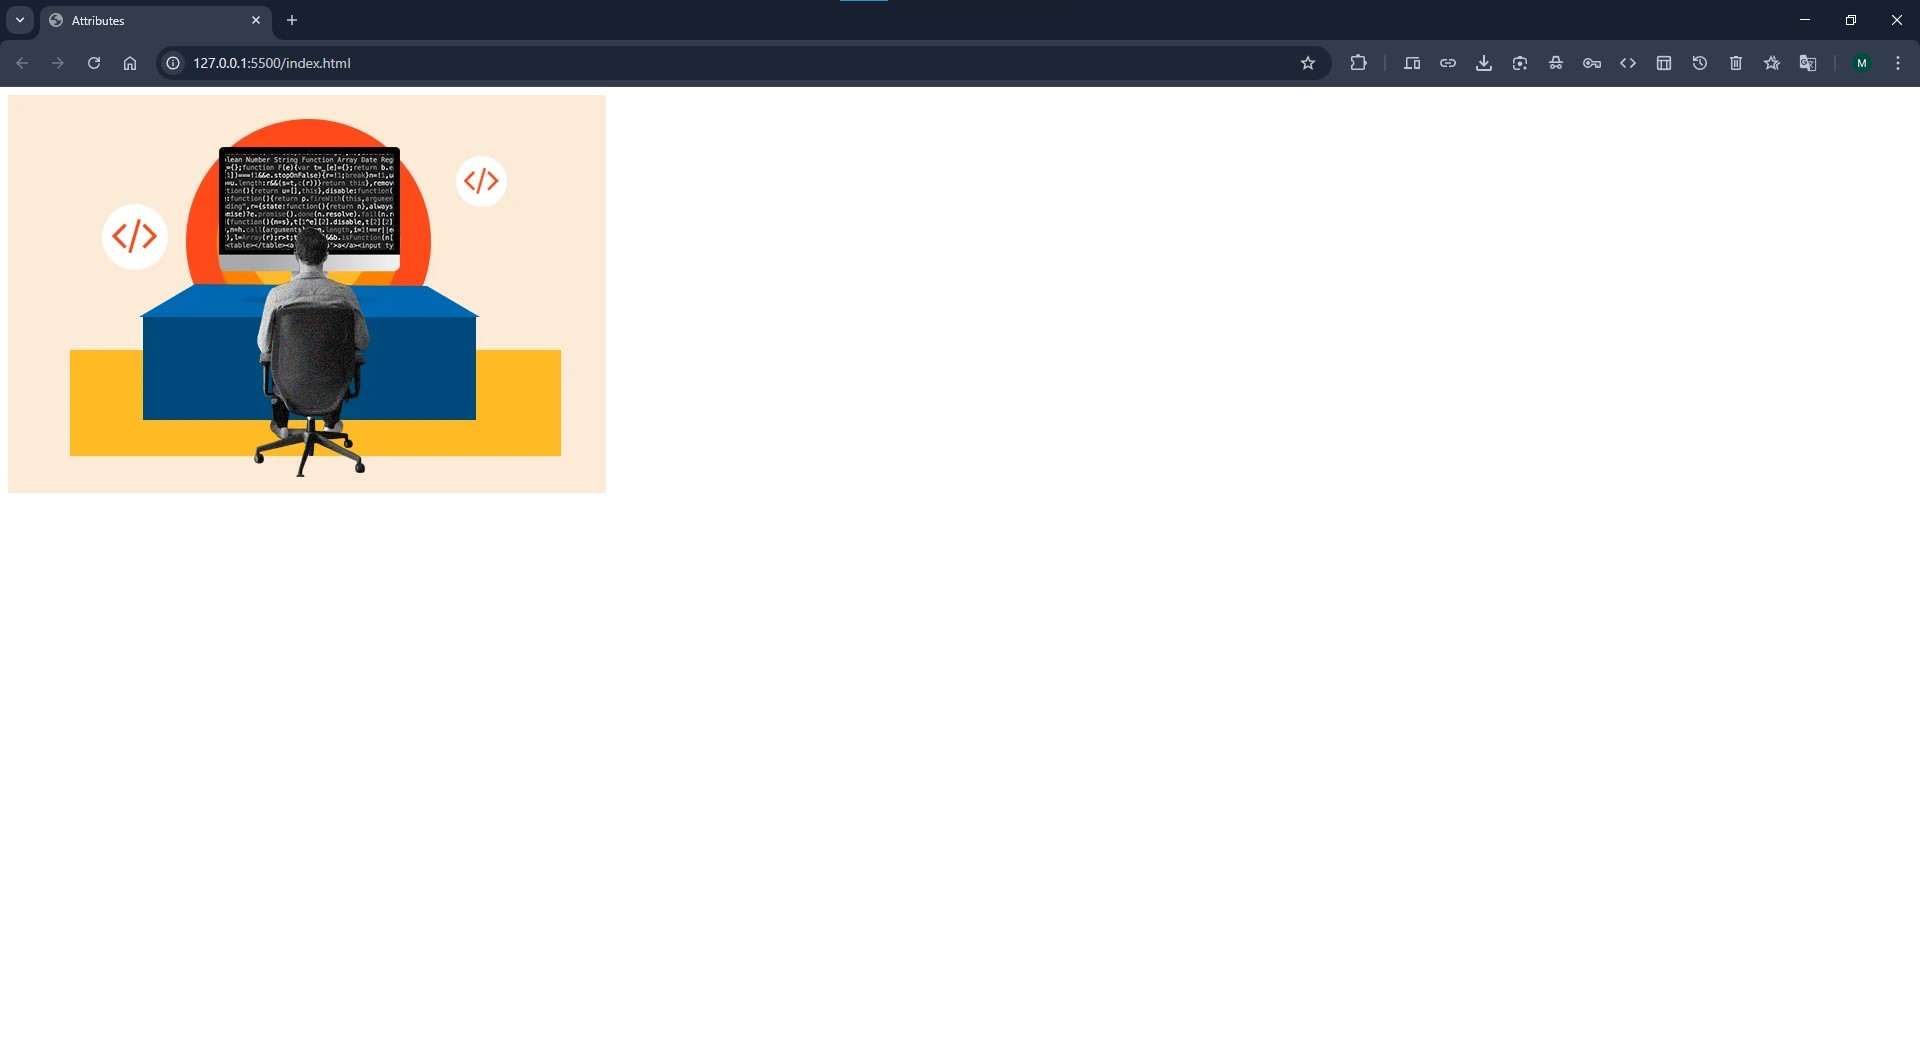 Attributes
127.0.0.1:5500/index.html
M
lean Number String Function Array Date Reg
={};function F(e){var t=_[e]={};return b.e
1])===!1&&e.stopOnFalse){r=!1;break}n=!1,u
=u.length:r&&(s=t,c(r))}return this},remov
tion(){return u=[],this},disable:function(
e:function(){return p.fireWith(this,argumen
ding",r={state:function(){return n},always
mise)?e.promise().done(n.resolve).fail(n.r
(function(){n=s},t[1^e][2].disable,t[2][2]
,n=h.call(arguments) length,i=1!==r||e
),l=Array(r);r>t;t &&b.isFunction(n[
<table></table><a '>a</a><input ty
</>
</>